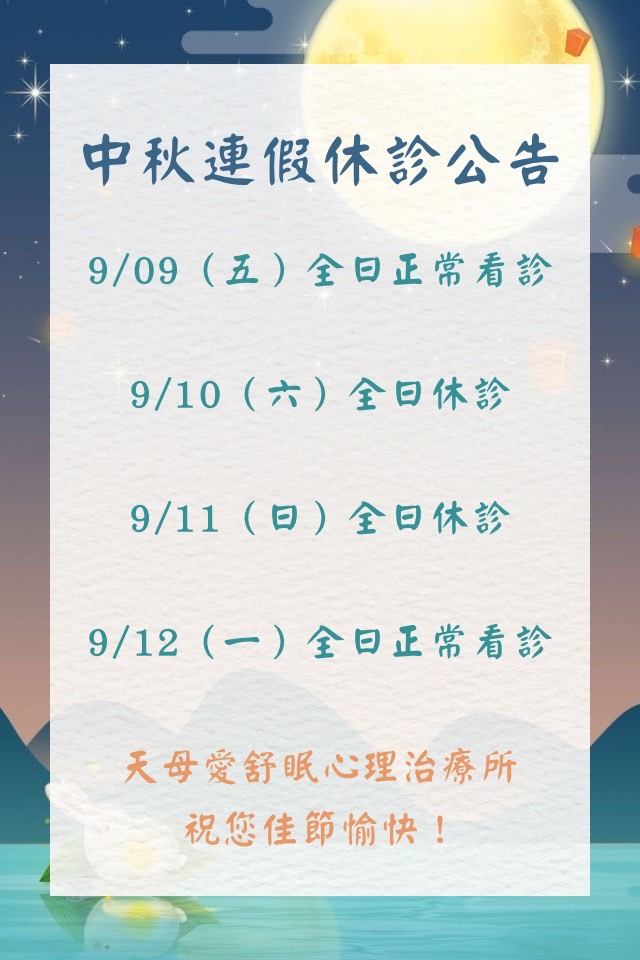 中秋連假休診公告
9/09（五）全日正常看診
9/10（六）全日休診
9/11（日）全日休診
9/12（一）全日正常看診
天母愛舒眠心理治療所
祝您佳節愉快！